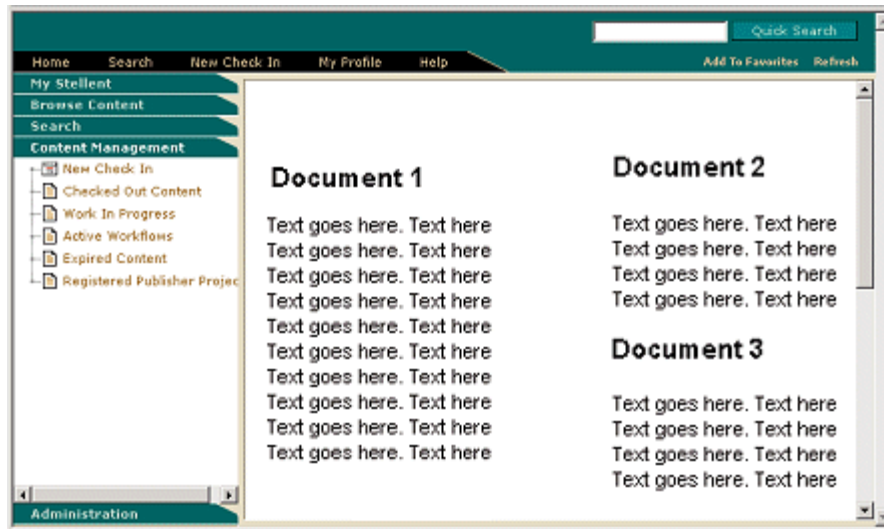 Quick Search
Home Search New Check In My Profile Help Add To Favorites Refresh
My Stellent
Browse Content
Search
Content Management
New Check In
Checked Out Content
Work In Progress
Active Workflows
Expired Content
Registered Publisher Projec
Administration
Document 1
Text goes here. Text here
Text goes here. Text here
Text goes here. Text here
Text goes here. Text here
Text goes here. Text here
Text goes here. Text here
Text goes here. Text here
Text goes here. Text here
Text goes here. Text here
Text goes here. Text here
Document 2
Text goes here. Text here
Text goes here. Text here
Text goes here. Text here
Text goes here. Text here
Document 3
Text goes here. Text here
Text goes here. Text here
Text goes here. Text here
Text goes here. Text here